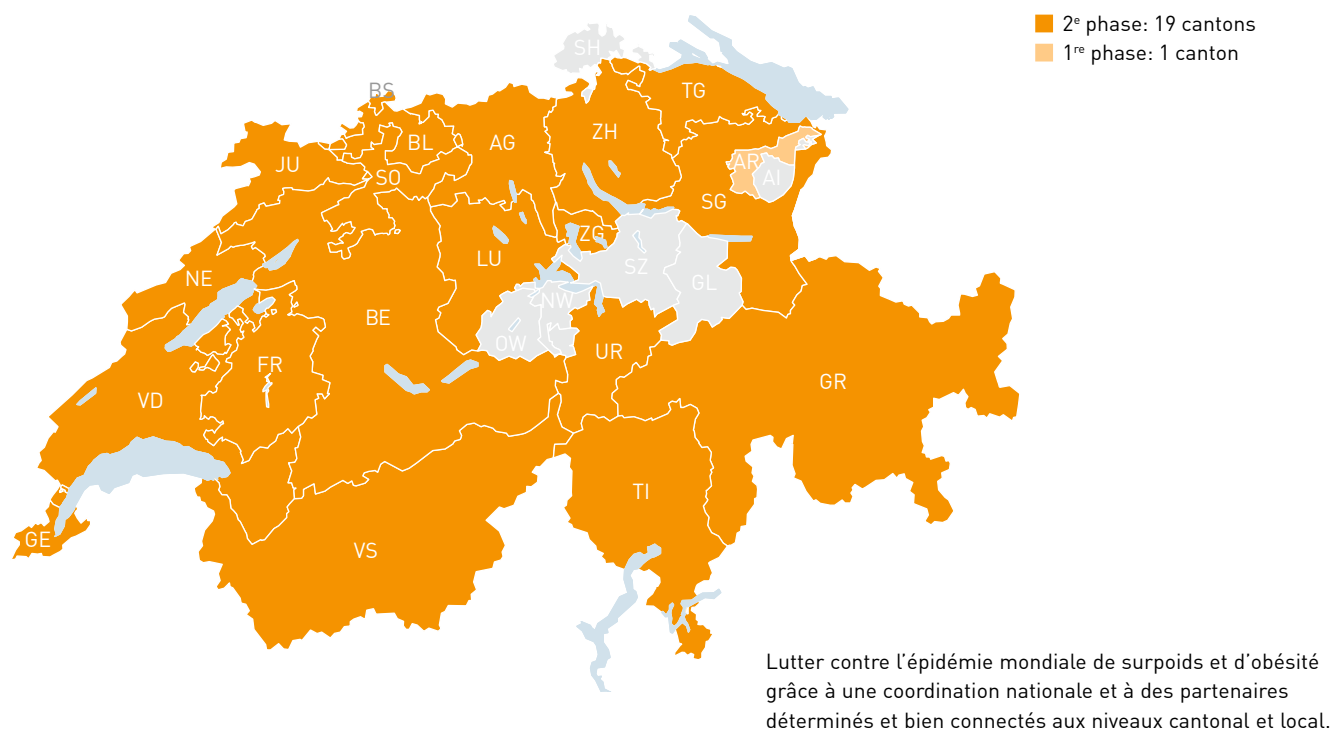 2e phase: 19 cantons
1re phase: 1 canton
SH
BS
TG
BL
AG
ZH
JU
AR
AI
SO
SG
ZG
LU
SZ
NE
GL
NW
BE
OW
UR
FR
GR
VD
TI
GE
VS
Lutter contre l’épidémie mondiale de surpoids et d’obésité
grâce à une coordination nationale et à des partenaires
déterminés et bien connectés aux niveaux cantonal et local.